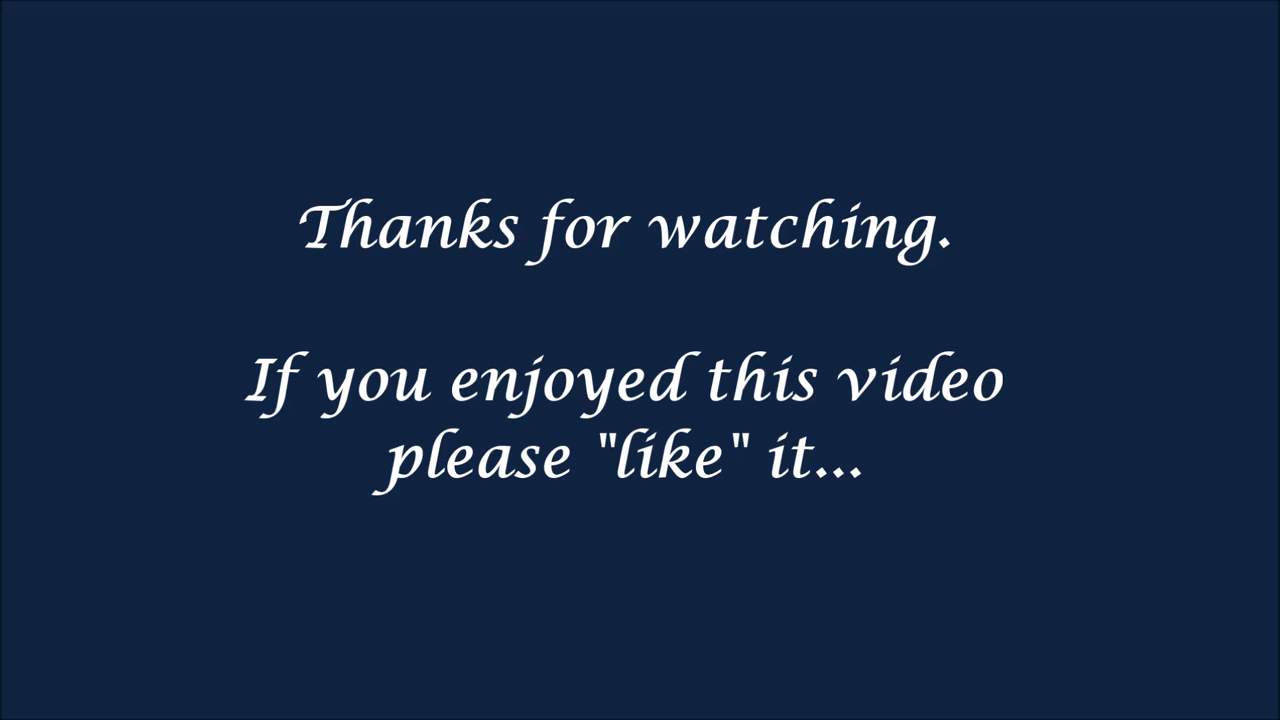 Thanks for watching.
If you enjoyed this video
please "like" it...